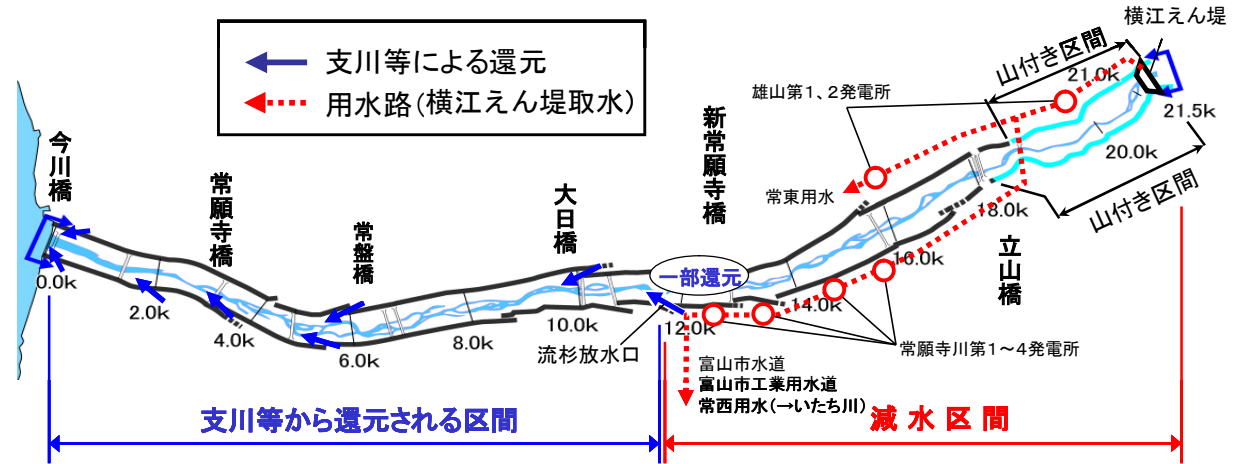 支川等による還元
用水路(横江えん堤取水)
横江えん堤
山付き区間
21.0k
雄山第1、2発電所
21.5k
新常願寺橋
20.0k
今川橋
常願寺橋
常盤橋
大日橋
常東用水
18.0k
山付き区間
立山橋
16.0k
一部還元
14.0k
0.0k
2.0k
4.0k
6.0k
8.0k
10.0k
12.0k
流杉放水口
常願寺川第1~4発電所
富山市水道
富山市工業用水道
常西用水(→いたち川)
支川等から還元される区間
減水区間